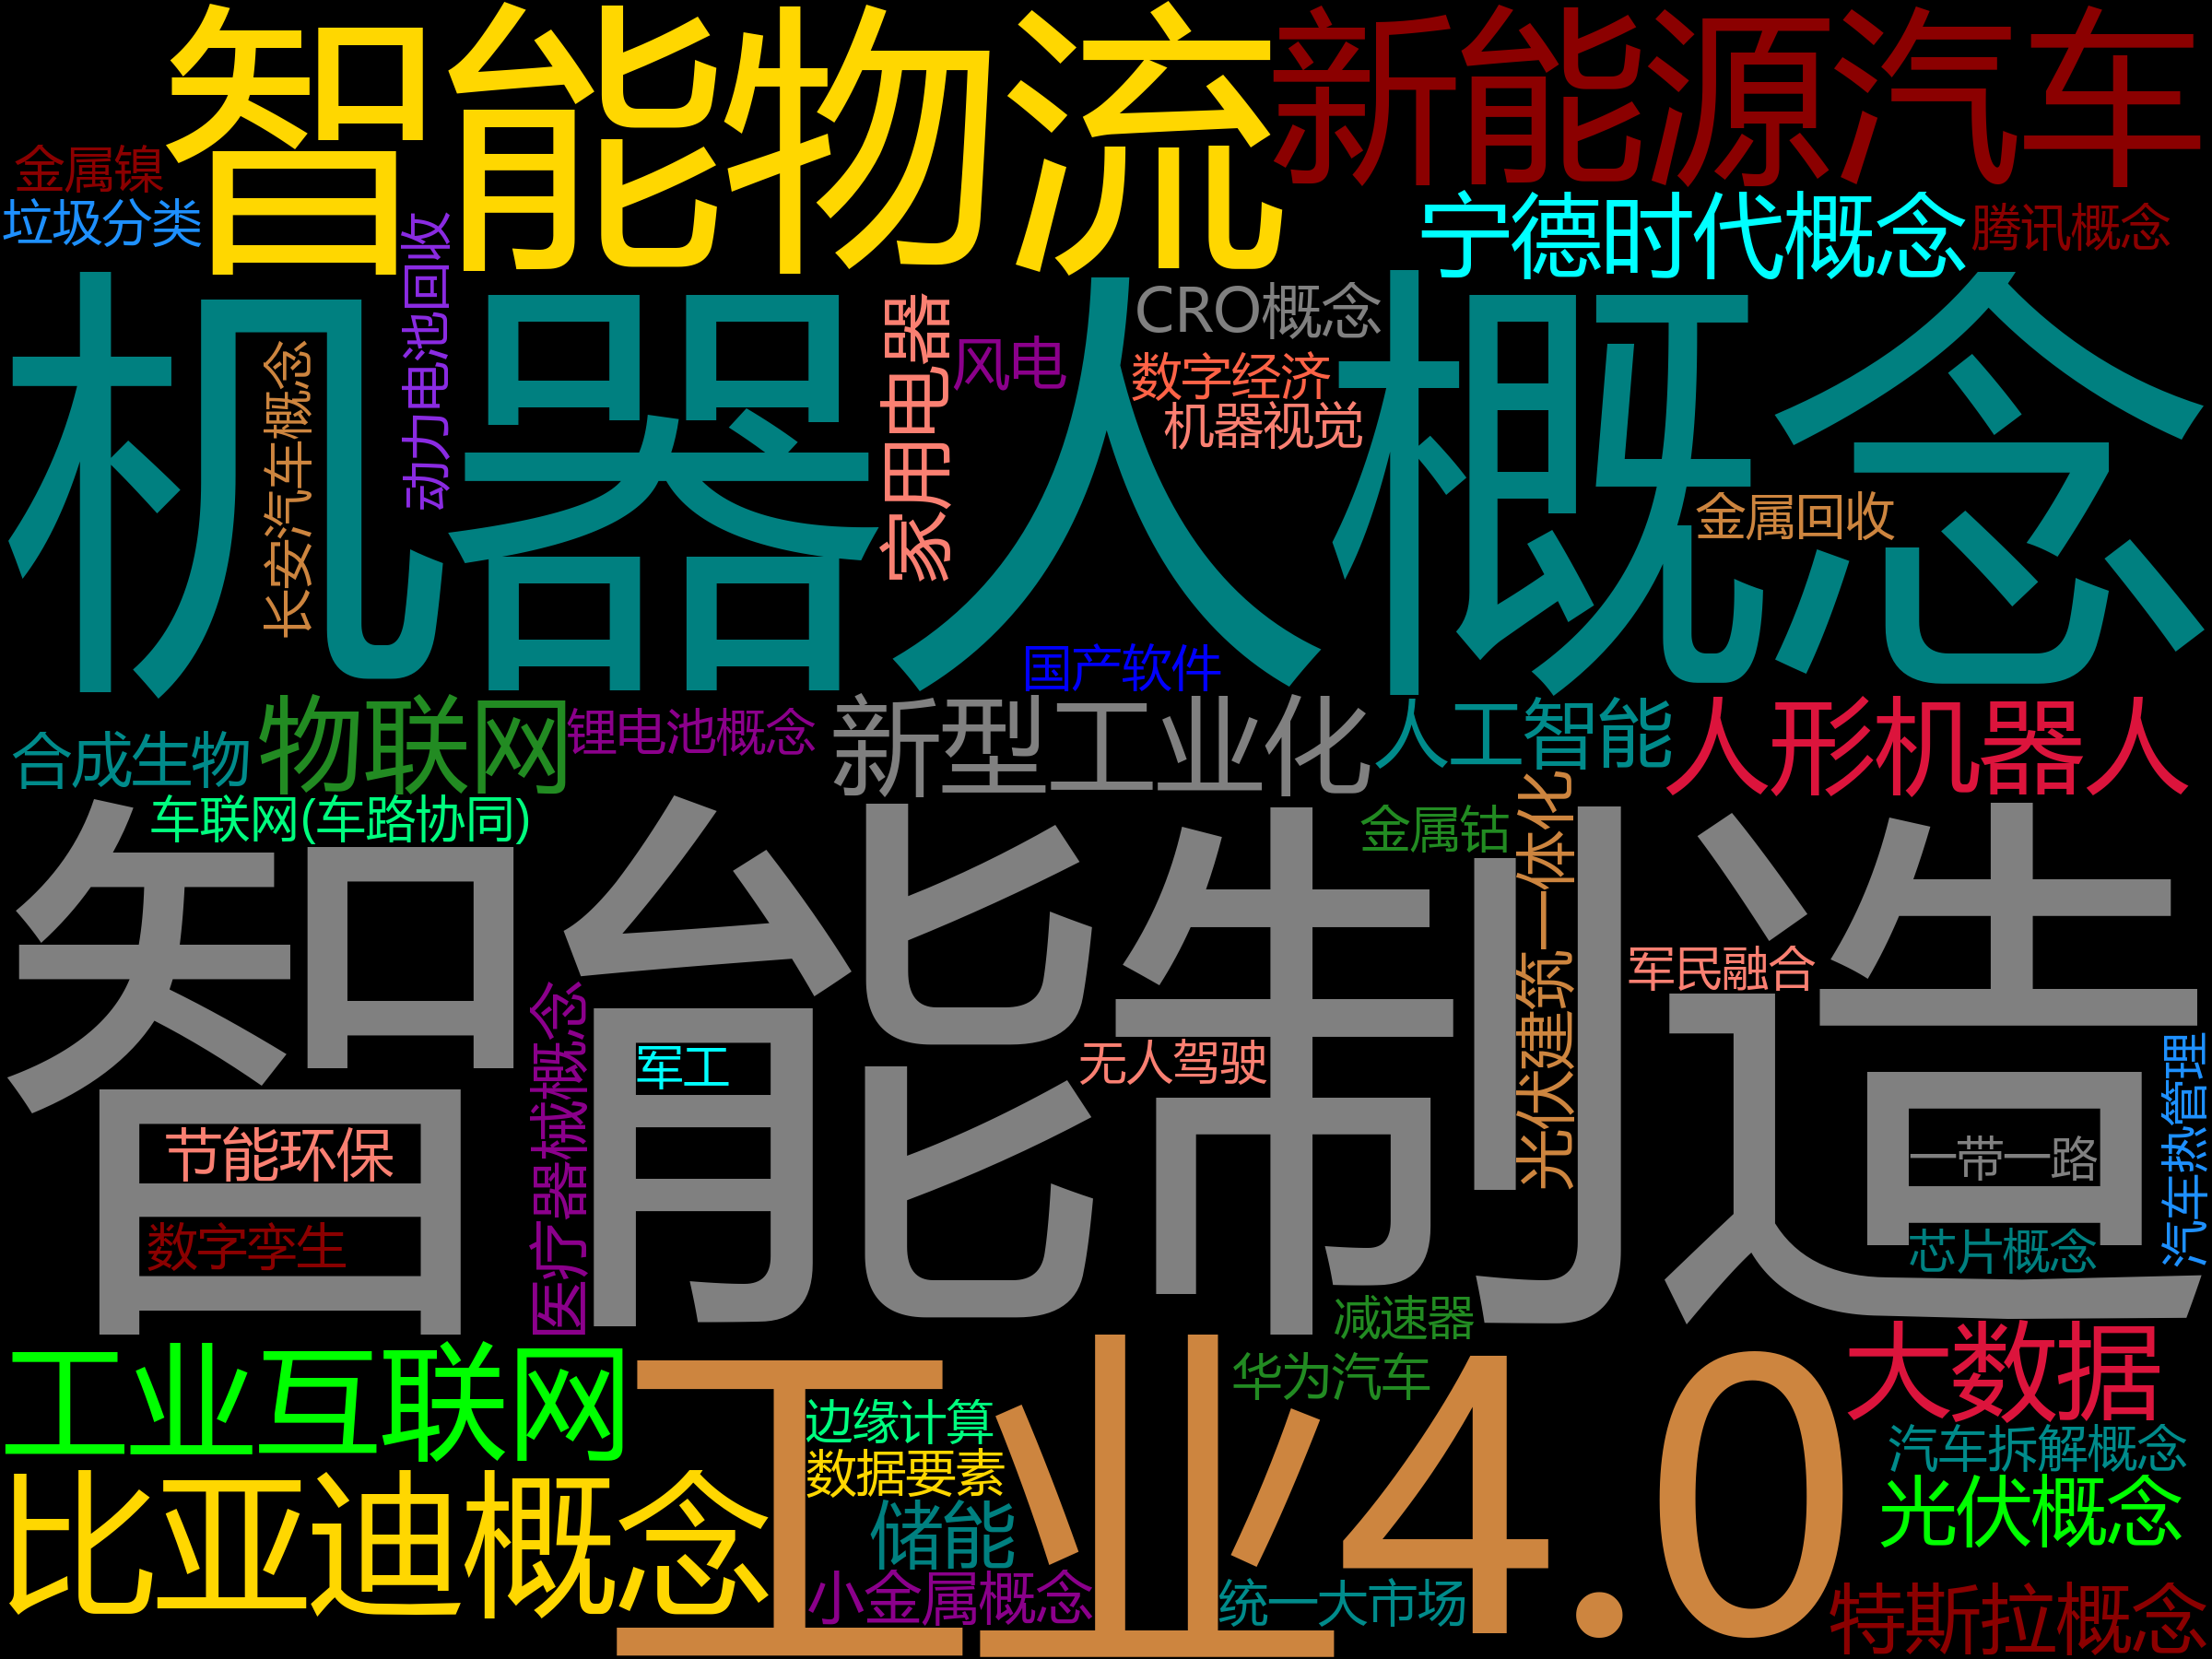 智能物流
新能源汽车
金属镍
垃圾分类
宁德时代概念
腾讯概念
动力电池回收
机器人概念
CRO概念
家用电器
风电
长安汽车概念
数字经济
机器视觉
金属回收
国产软件
合成生物
物联网
锂电池概念
新型工业化
人工智能
人形机器人
车联网(车路协同)
光伏建筑一体化
金属钴
智能制造
军民融合
医疗器械概念
军工
无人驾驶
汽车热管理
节能环保
一带一路
数字孪生
芯片概念
减速器
工业互联网
工业4.0
华为汽车
大数据
边缘计算
汽车拆解概念
数据要素
比亚迪概念
光伏概念
储能
小金属概念
统一大市场
特斯拉概念